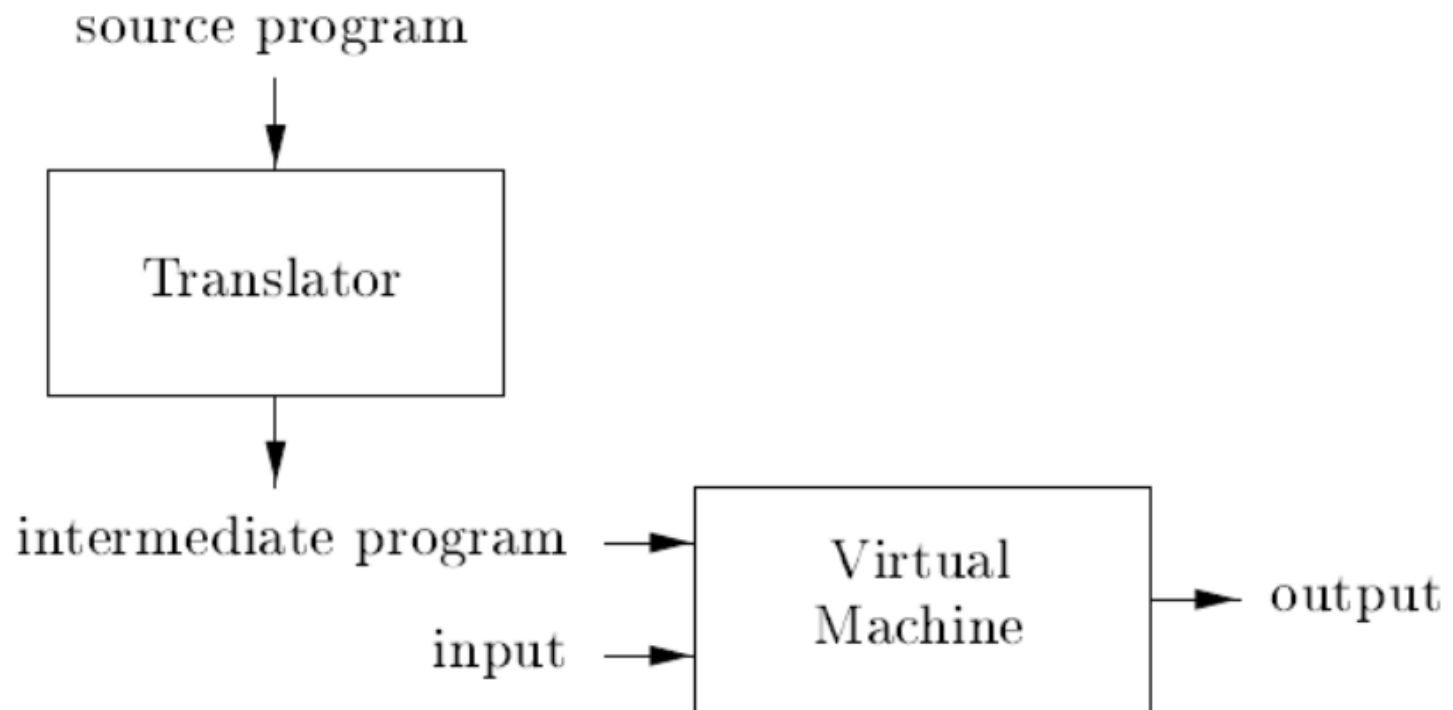 source program
Translator
intermediate program
input
Virtual
Machine
output